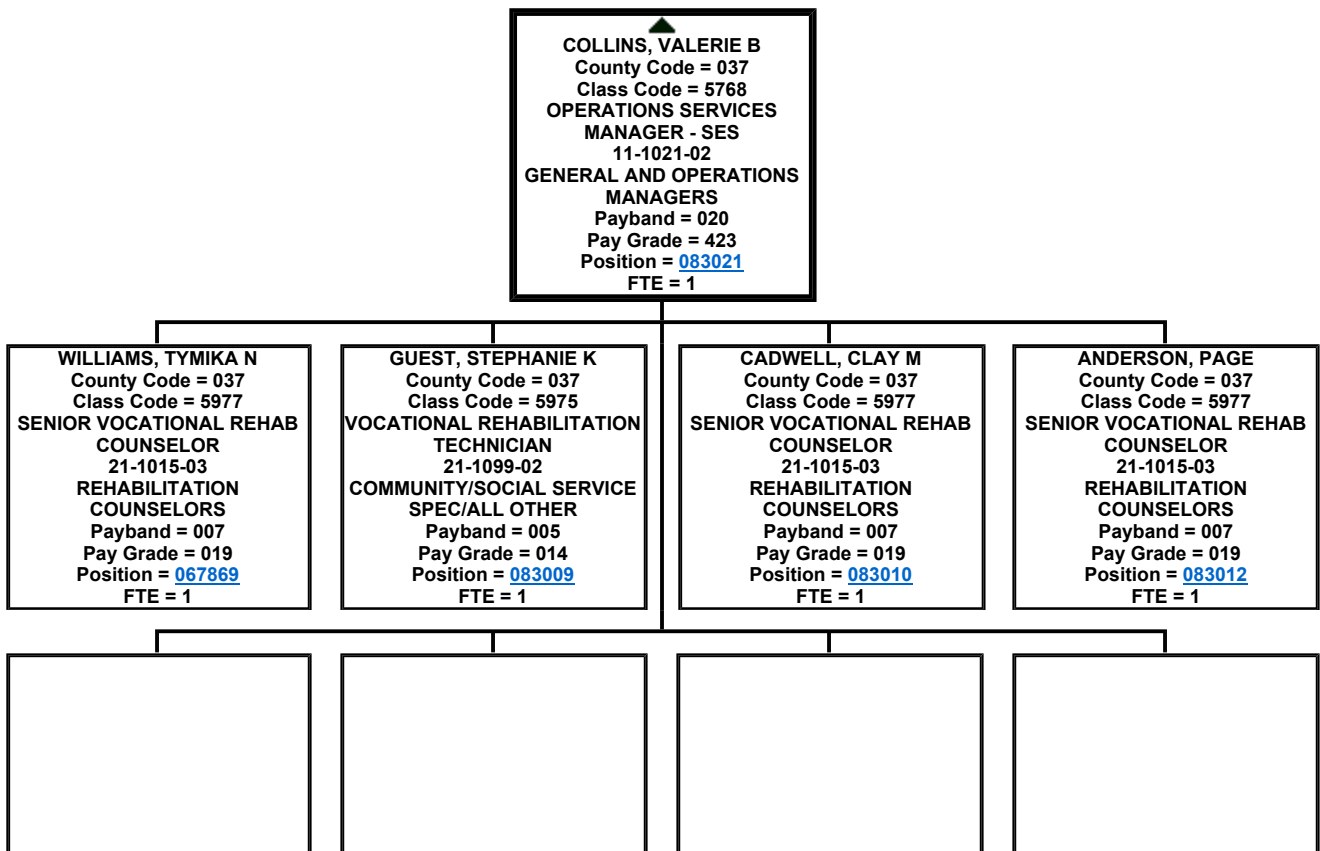 COLLINS, VALERIE B
County Code = 037
Class Code = 5768
OPERATIONS SERVICES
MANAGER - SES
11-1021-02
GENERAL AND OPERATIONS
MANAGERS
Payband = 020
Pay Grade = 423
Position = 083021
FTE = 1
WILLIAMS, TYMIKA N
County Code = 037
Class Code = 5977
SENIOR VOCATIONAL REHAB
COUNSELOR
21-1015-03
REHABILITATION
COUNSELORS
Payband = 007
Pay Grade = 019
Position = 067869
FTE = 1
GUEST, STEPHANIE K
County Code = 037
Class Code = 5975
VOCATIONAL REHABILITATION
TECHNICIAN
21-1099-02
COMMUNITY/SOCIAL SERVICE
SPEC/ALL OTHER
Payband = 005
Pay Grade = 014
Position = 083009
FTE = 1
CADWELL, CLAY M
County Code = 037
Class Code = 5977
SENIOR VOCATIONAL REHAB
COUNSELOR
21-1015-03
REHABILITATION
COUNSELORS
Payband = 007
Pay Grade = 019
Position = 083010
FTE = 1
ANDERSON, PAGE
County Code = 037
Class Code = 5977
SENIOR VOCATIONAL REHAB
COUNSELOR
21-1015-03
REHABILITATION
COUNSELORS
Payband = 007
Pay Grade = 019
Position = 083012
FTE = 1